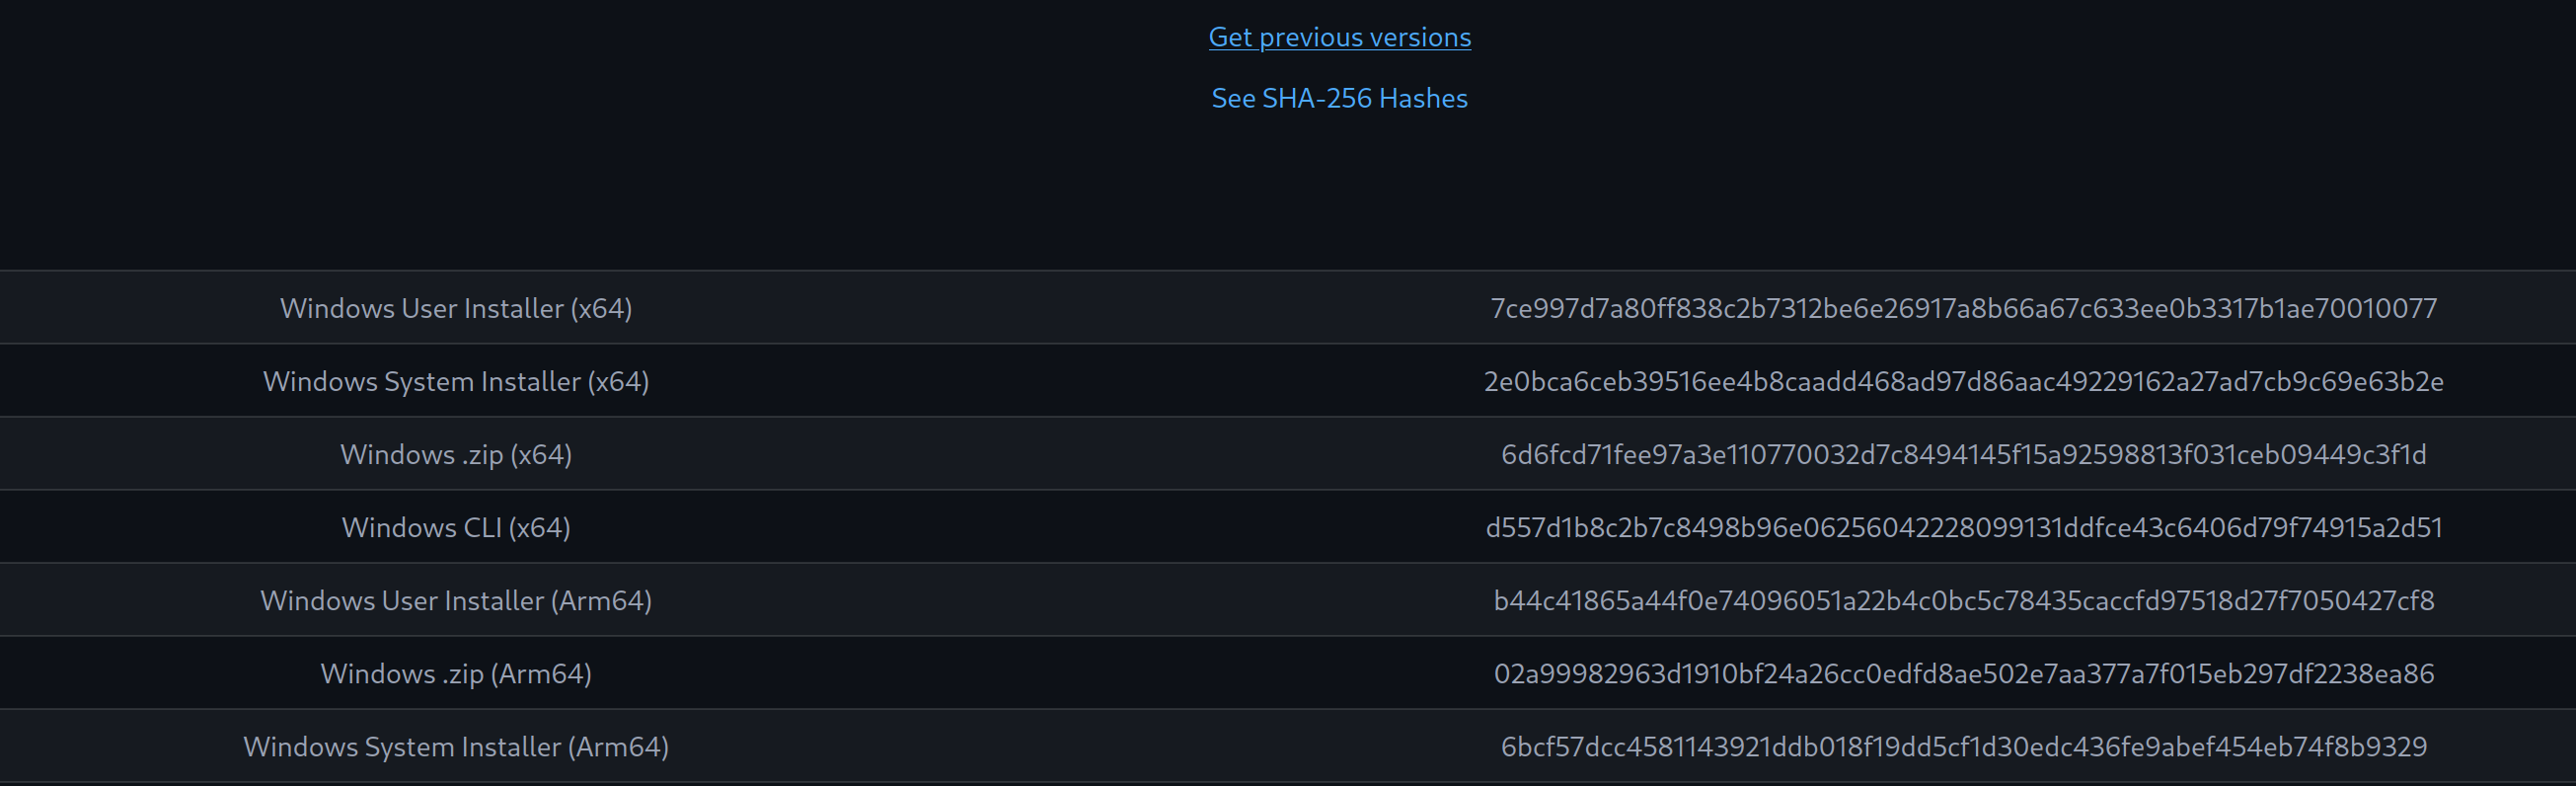 Get previous versions
See SHA-256 Hashes
Windows User Installer (x64) 7ce997d7a80ff838c2b7312be6e26917a8b66a67c633ee0b3317b1ae70010077
Windows System Installer (x64) 2e0bca6ceb39516ee4b8caadd468ad97d86aac49229162a27ad7cb9c69e63b2e
Windows .zip (x64) 6d6fcd71fee97a3e110770032d7c8494145f15a92598813f031ceb09449c3f1d
Windows CLI (x64) d557d1b8c2b7c8498b96e06256042228099131ddfce43c6406d79f74915a2d51
Windows User Installer (Arm64) b44c41865a44f0e74096051a22b4c0bc5c78435caccfd97518d27f7050427cf8
Windows .zip (Arm64) 02a99982963d1910bf24a26cc0edfd8ae502e7aa377a7f015eb297df2238ea86
Windows System Installer (Arm64) 6bcf57dcc4581143921ddb018f19dd5cf1d30edc436fe9abef454eb74f8b9329